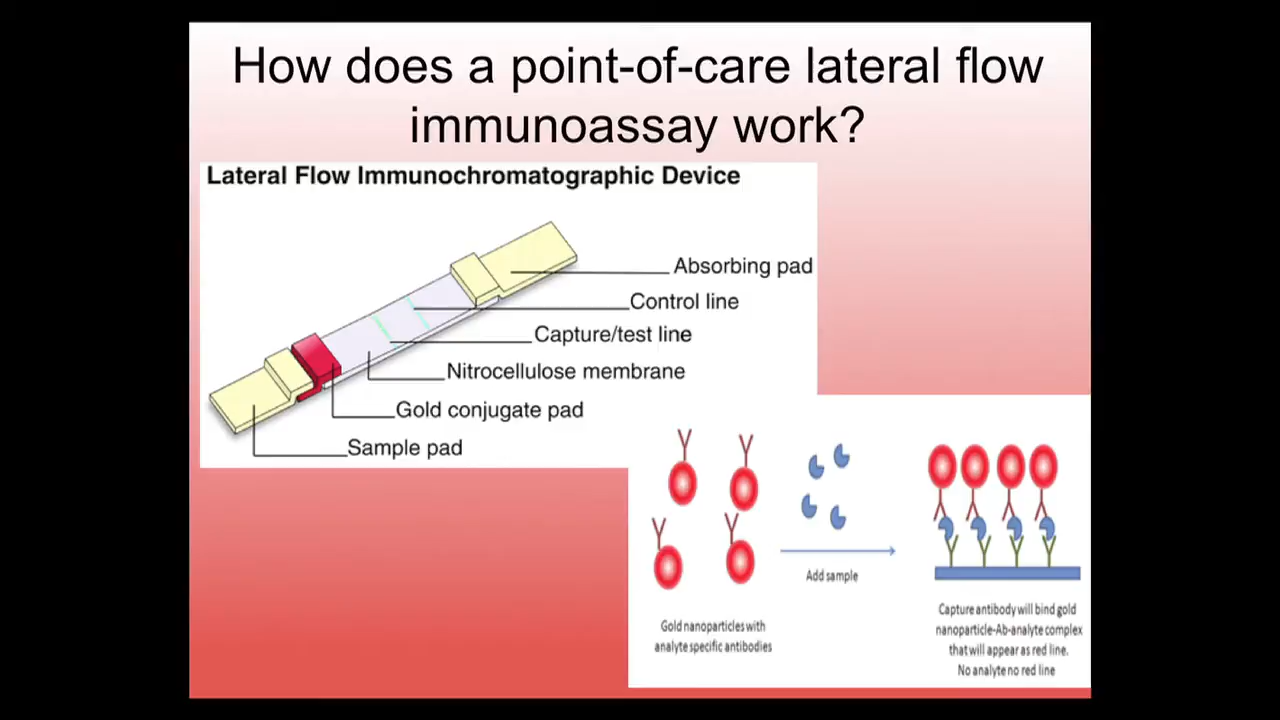 How does a point-of-care lateral flow
immunoassay work?
Lateral Flow Immunochromatographic Device
Absorbing pad
Control line
Capture/test line
Nitrocellulose membrane
Gold conjugate pad
Sample pad
Add sample
Gold nanoparticles with
analyte specific antibodies
Capture antibody will bind gold
nanoparticle-Ab-analyte complex
that will appear as red line.
No analyte no red line